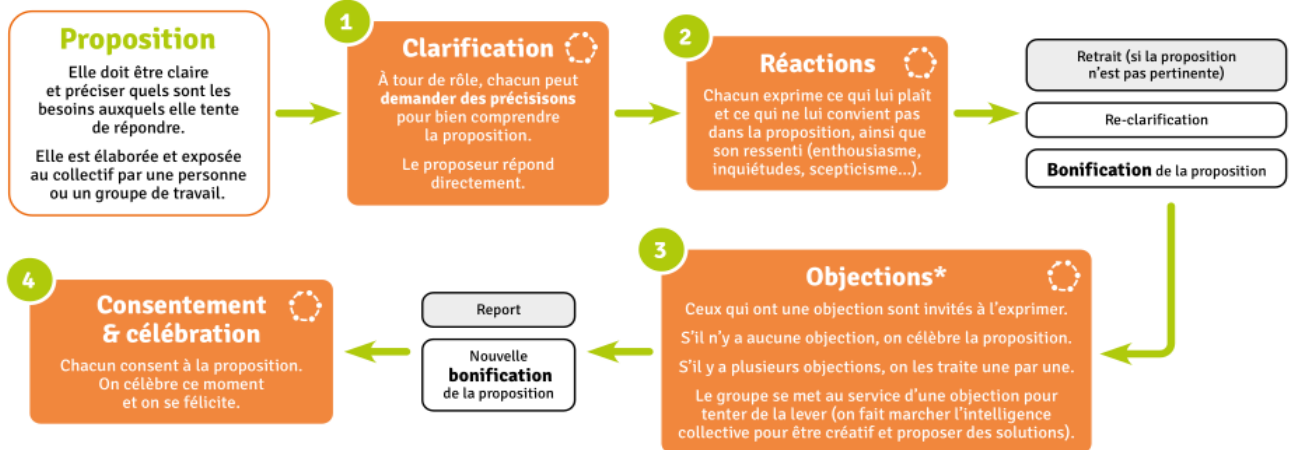 Proposition
Elle doit être claire
et préciser quels sont les
besoins auxquels elle tente
de répondre.
Elle est élaborée et exposée
au collectif par une personne
ou un groupe de travail.
1
Clarification
À tour de rôle, chacun peut
demander des précisisons
pour bien comprendre
la proposition.
Le proposeur répond
directement.
2
Réactions
Chacun exprime ce qui lui plaît
et ce qui ne lui convient pas
dans la proposition, ainsi que
son ressenti (enthousiasme,
inquiétudes, scepticisme...).
Retrait (si la proposition
n'est pas pertinente)
Re-clarification
Bonification de la proposition
3
Objections*
Ceux qui ont une objection sont invités à l'exprimer.
S'il n'y a aucune objection, on célèbre la proposition.
S'il y a plusieurs objections, on les traite une par une.
Le groupe se met au service d'une objection pour
tenter de la lever (on fait marcher l'intelligence
collective pour être créatif et proposer des solutions).
Report
Nouvelle
bonification
de la proposition
4
Consentement
& célébration
Chacun consent à la proposition.
On célèbre ce moment
et on se félicite.